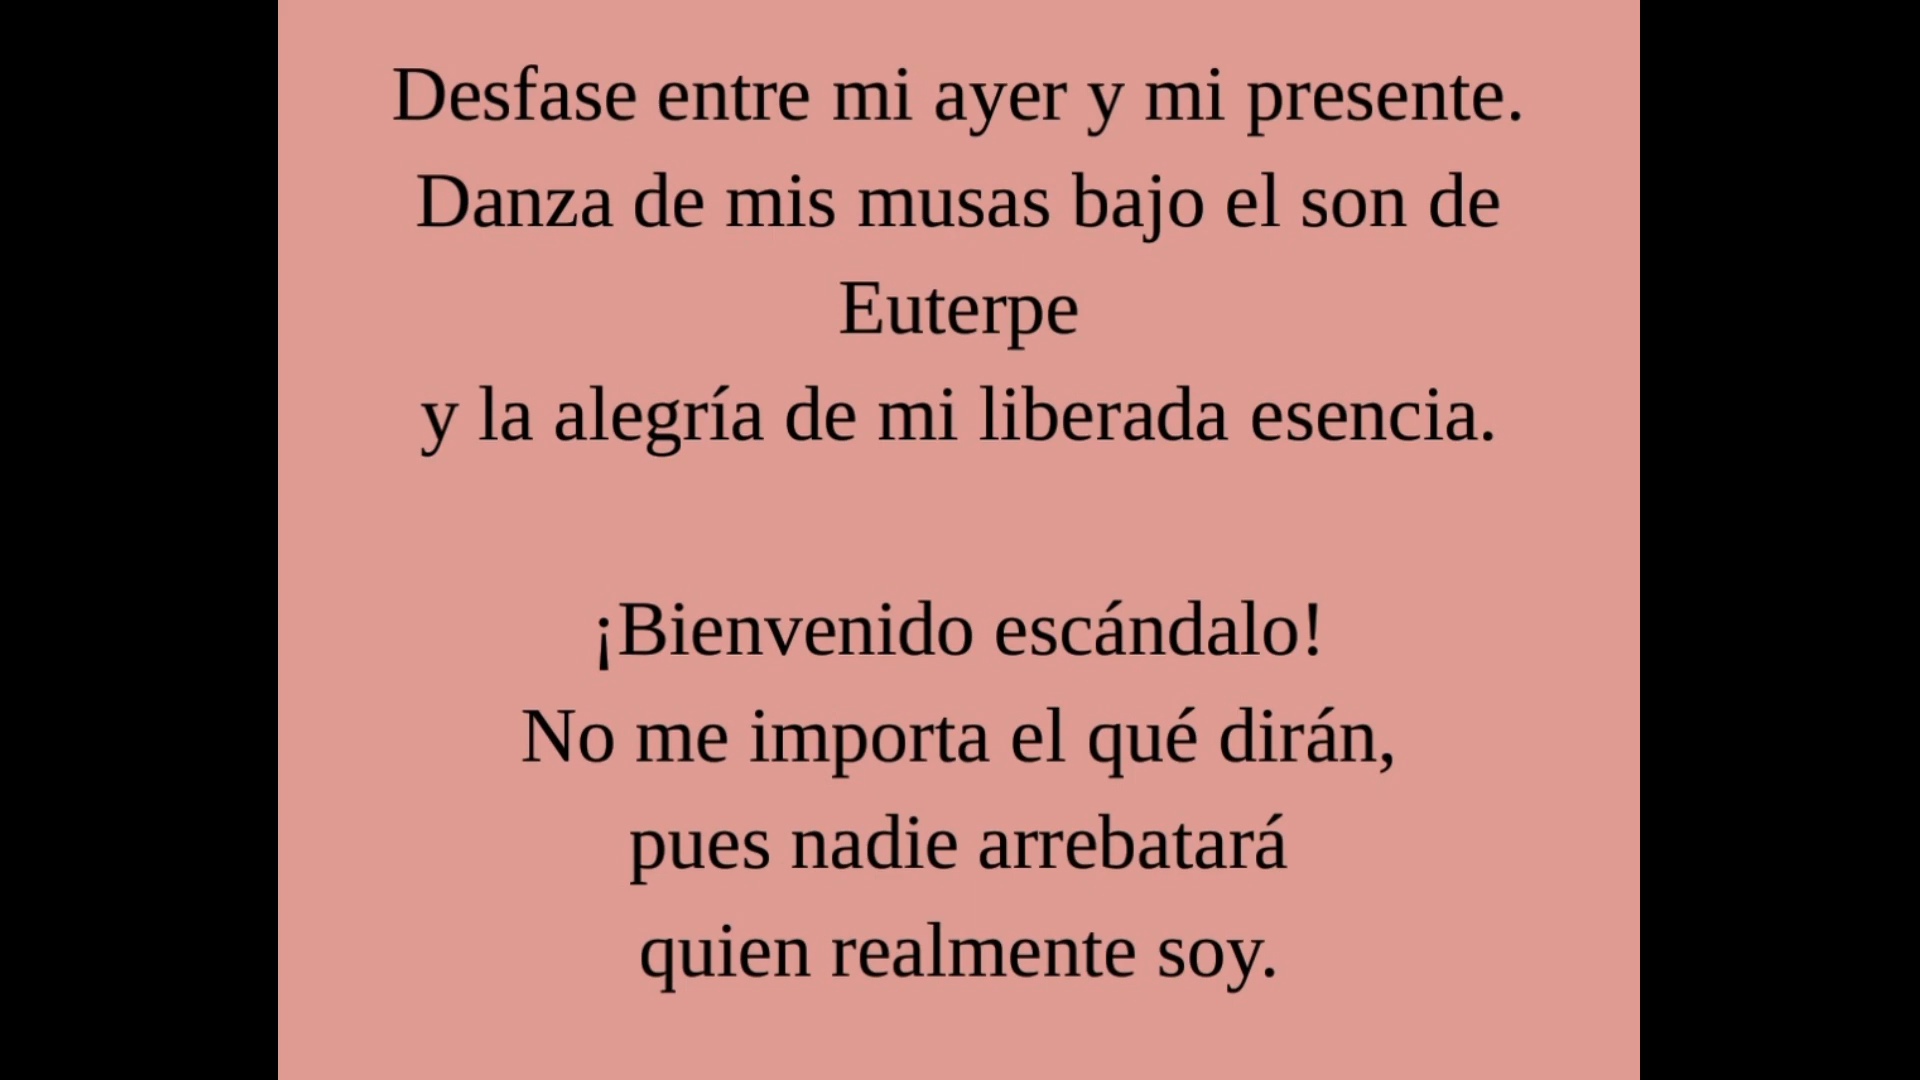 Desfase entre mi ayer y mi presente.
Danza de mis musas bajo el son de
Euterpe
y la alegría de mi liberada esencia.
¡Bienvenido escándalo!
No me importa el qué dirán,
pues nadie arrebatará
quien realmente soy.